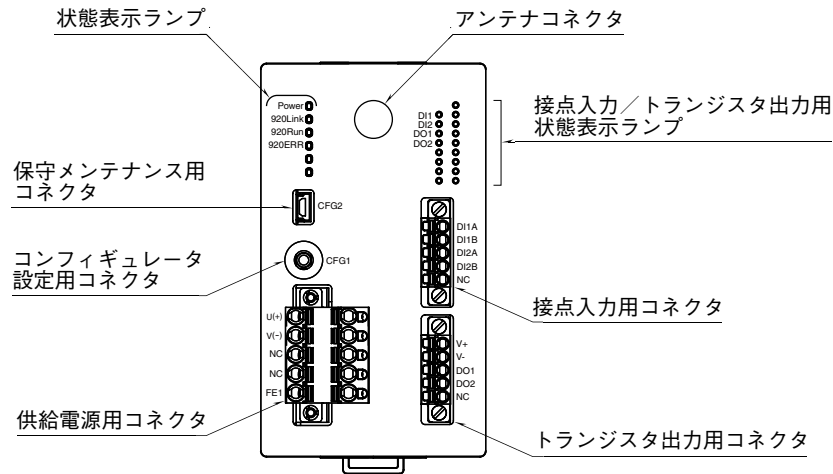 状態表示ランプ
アンテナコネクタ
接点入力／トランジスタ出力用
状態表示ランプ
Power
920Link
920Run
920ERR
DI1
DI2
DO1
DO2
保守メンテナンス用
コネクタ
CFG2
コンフィギュレータ
設定用コネクタ
CFG1
DI1A
DI1B
DI2A
DI2B
NC
接点入力用コネクタ
U(+)
V(−)
NC
NC
FE1
供給電源用コネクタ
V+
V-
DO1
DO2
NC
トランジスタ出力用コネクタ